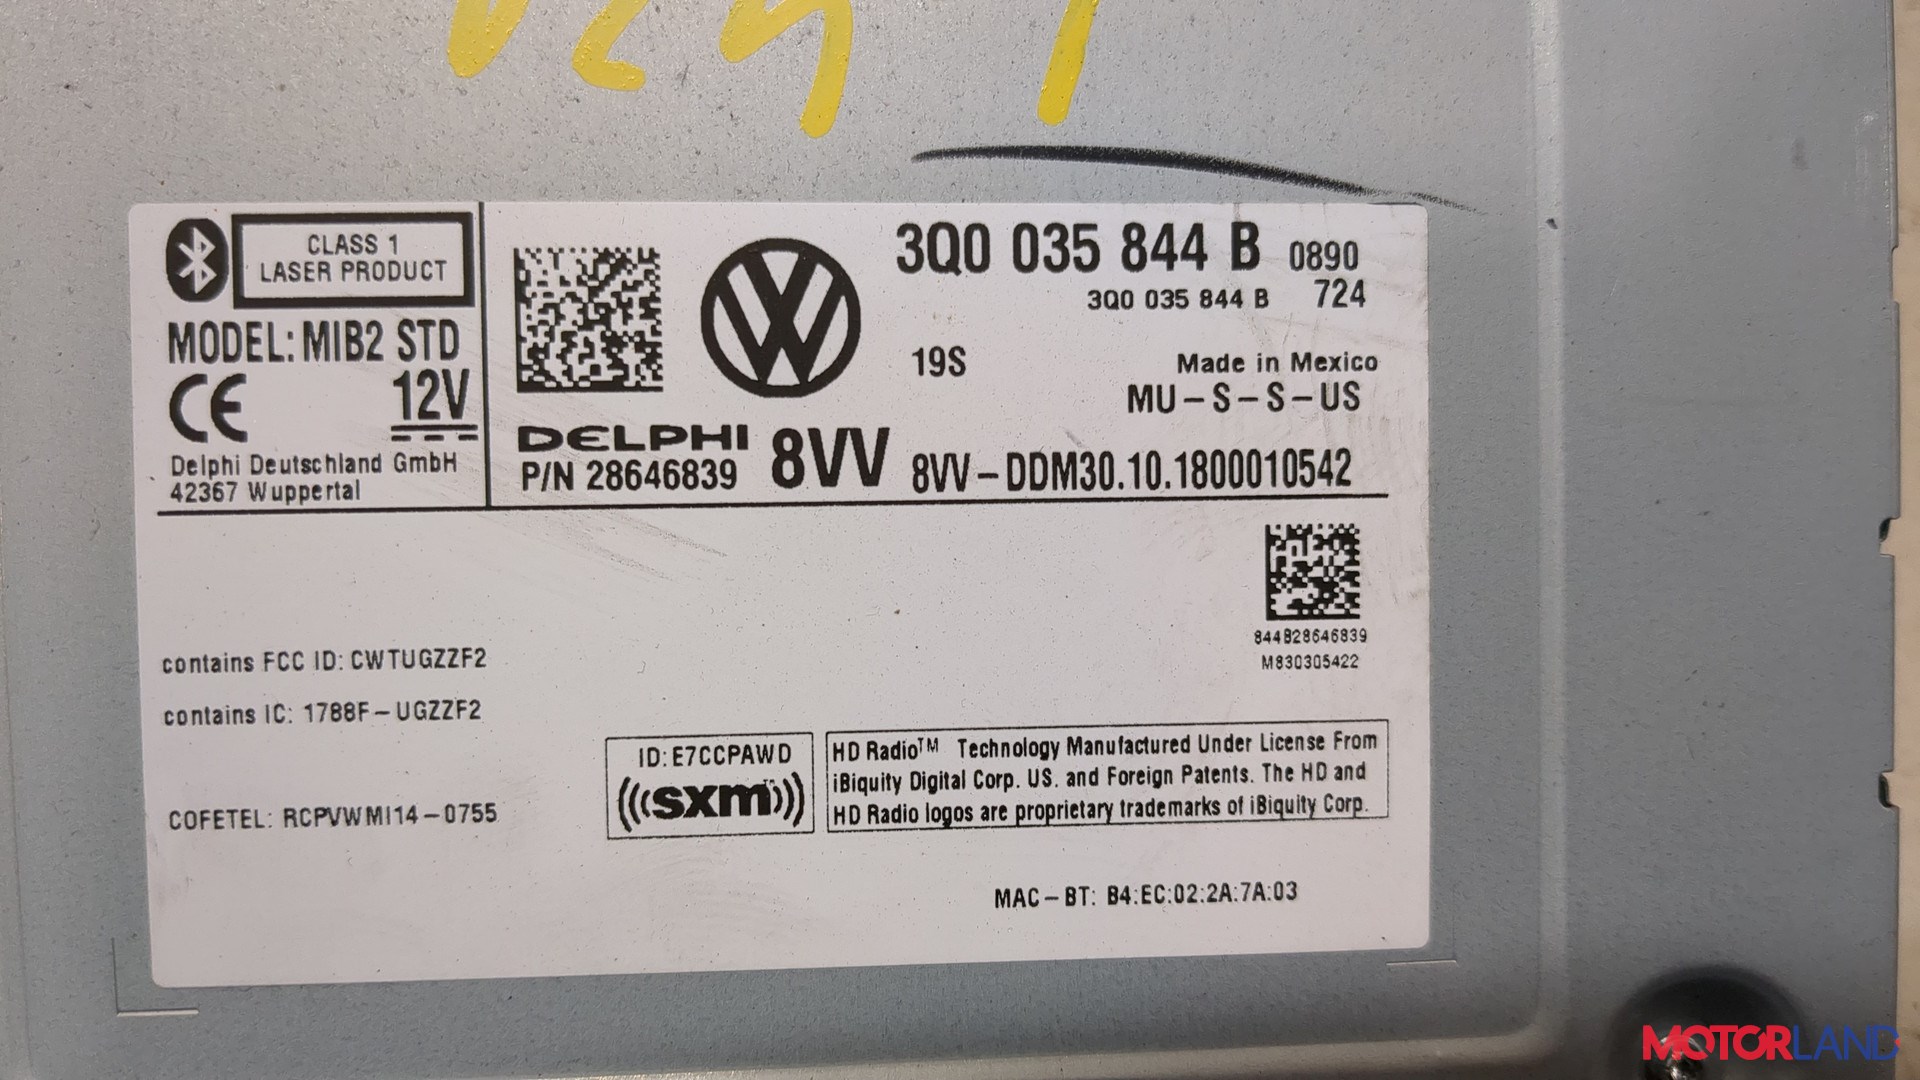 CLASS 1
LASER PRODUCT
MODEL: MIB2 STD
CE 12V
Delphi Deutschland GmbH
42367 Wuppertal
DELPHI
P/N 28646839
8VV
3Q0 035 844 B 0890
3Q0 035 844 B 724
19S
Made in Mexico
MU-S-S-US
8VV-DDM30.10.1800010542
844B28646839
M830305422
contains FCC ID: CWTUGZZF2
contains IC: 1788F-UGZZF2
COFETEL: RCPVWMI14-0755
ID: E7CCPAWD
(((sxm)))
HD Radio™ Technology Manufactured Under License From
iBiquity Digital Corp. US. and Foreign Patents. The HD and
HD Radio logos are proprietary trademarks of iBiquity Corp.
MAC-BT: B4:EC:02:2A:7A:03
MOTORLAND